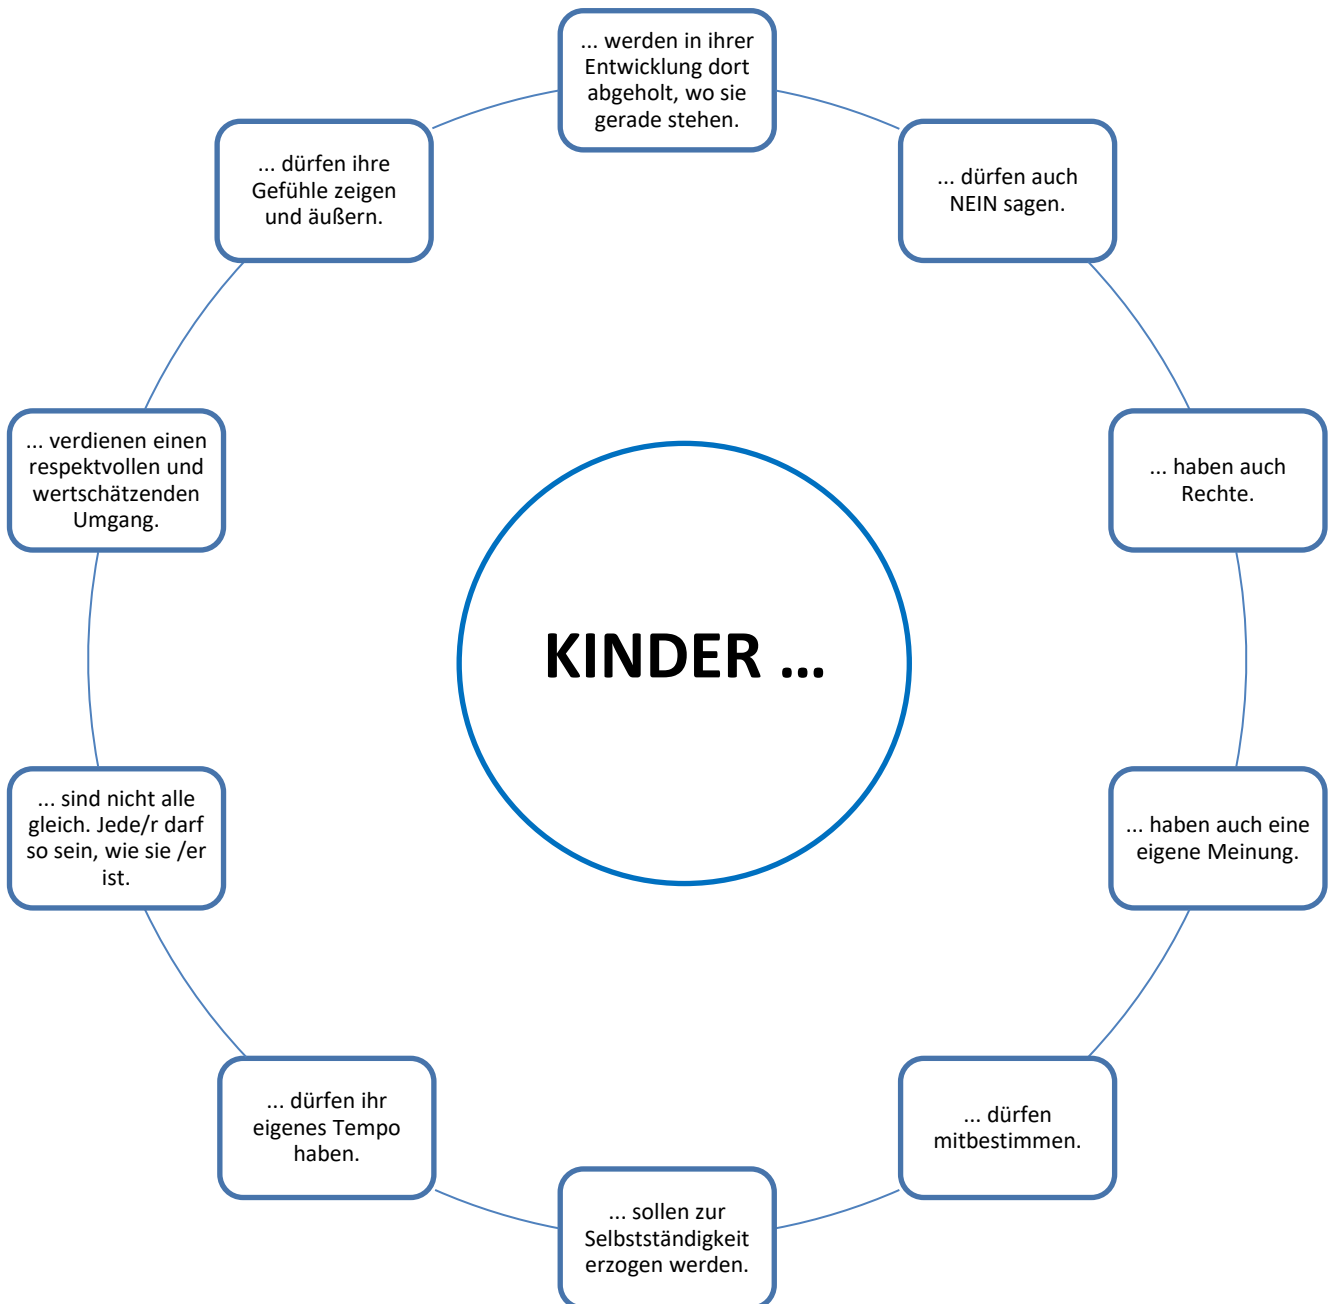 ... werden in ihrer
Entwicklung dort
abgeholt, wo sie
gerade stehen.
... dürfen auch
NEIN sagen.
... haben auch
Rechte.
... haben auch eine
eigene Meinung.
... dürfen
mitbestimmen.
... sollen zur
Selbstständigkeit
erzogen werden.
... dürfen ihr
eigenes Tempo
haben.
... sind nicht alle
gleich. Jede/r darf
so sein, wie sie /er
ist.
... verdienen einen
respektvollen und
wertschätzenden
Umgang.
... dürfen ihre
Gefühle zeigen
und äußern.
KINDER ...